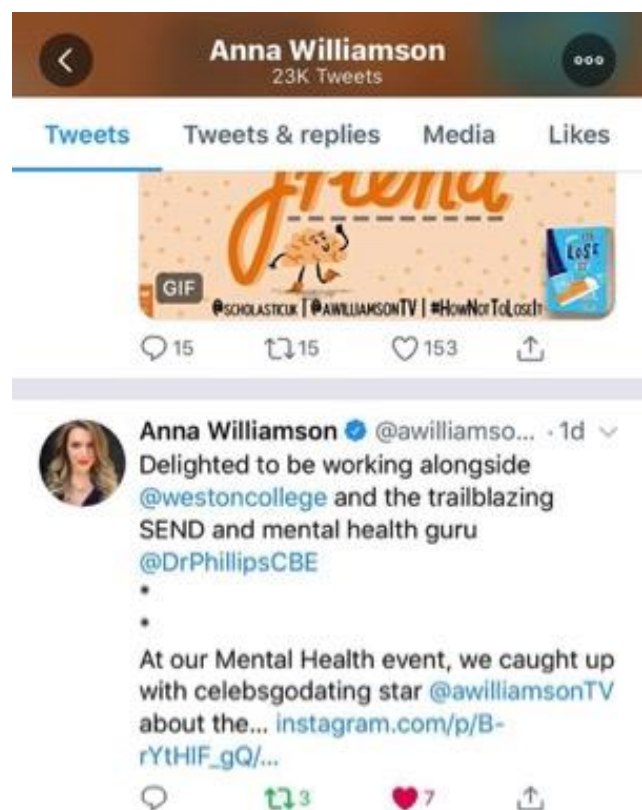 Anna Williamson
23K Tweets
Tweets
Tweets & replies
Media
Likes
friend
LOSE
GIF
@SCHOLASTICUK | @AWILLIAMSONTV | #HOWNOTTOLOSEIT
15
15
153
Anna Williamson @awilliamso... · 1d
Delighted to be working alongside
@westoncollege and the trailblazing
SEND and mental health guru
@DrPhillipsCBE
*
*
At our Mental Health event, we caught up
with celebsgodating star @awilliamsonTV
about the... instagram.com/p/B-
rYtHIF_gQ/...
3
7